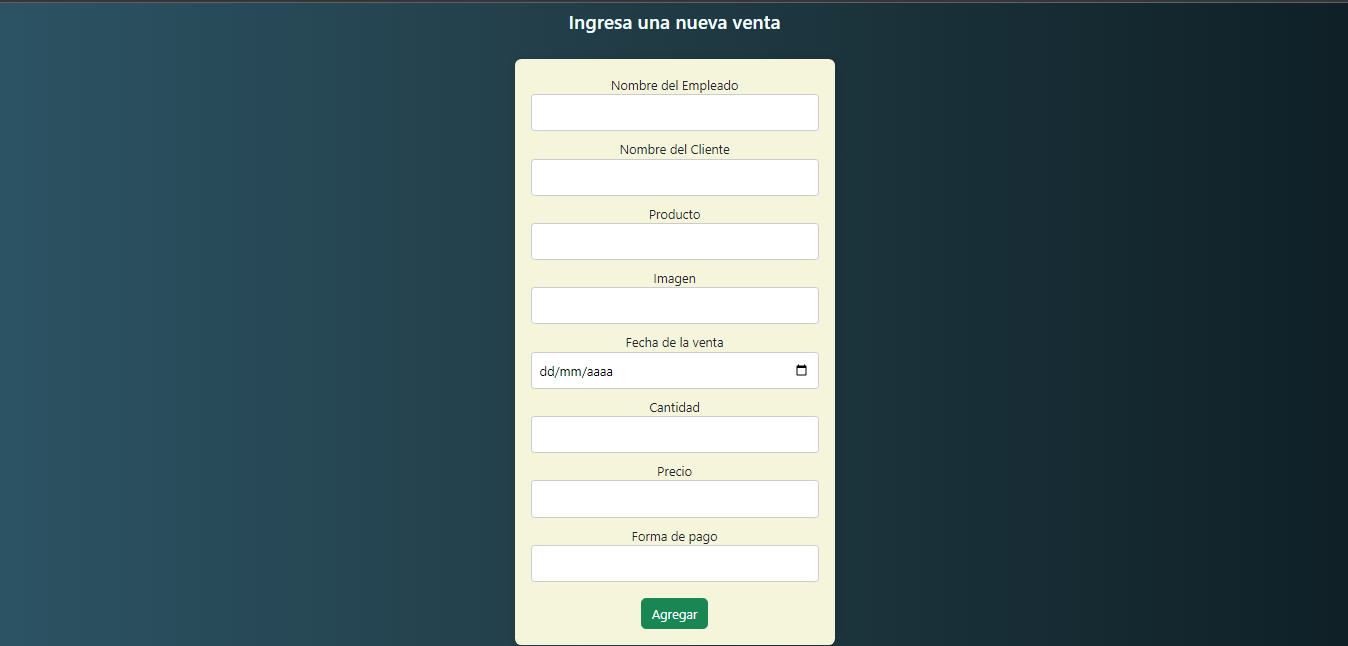 Ingresa una nueva venta
Nombre del Empleado
Nombre del Cliente
Producto
Imagen
Fecha de la venta
dd/mm/aaaa
Cantidad
Precio
Forma de pago
Agregar